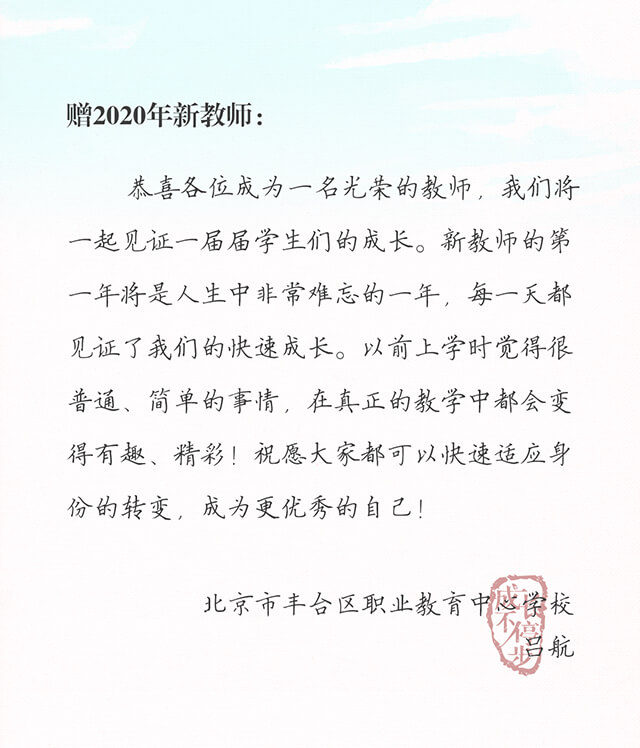 赠2020年新教师：
恭喜各位成为一名光荣的教师，我们将
一起见证一届届学生们的成长。新教师的第
一年将是人生中非常难忘的一年，每一天都
见证了我们的快速成长。以前上学时觉得很
普通、简单的事情，在真正的教学中都会变
得有趣、精彩！祝愿大家都可以快速适应身
份的转变，成为更优秀的自己！
北京市丰台区职业教育中心学校
吕航